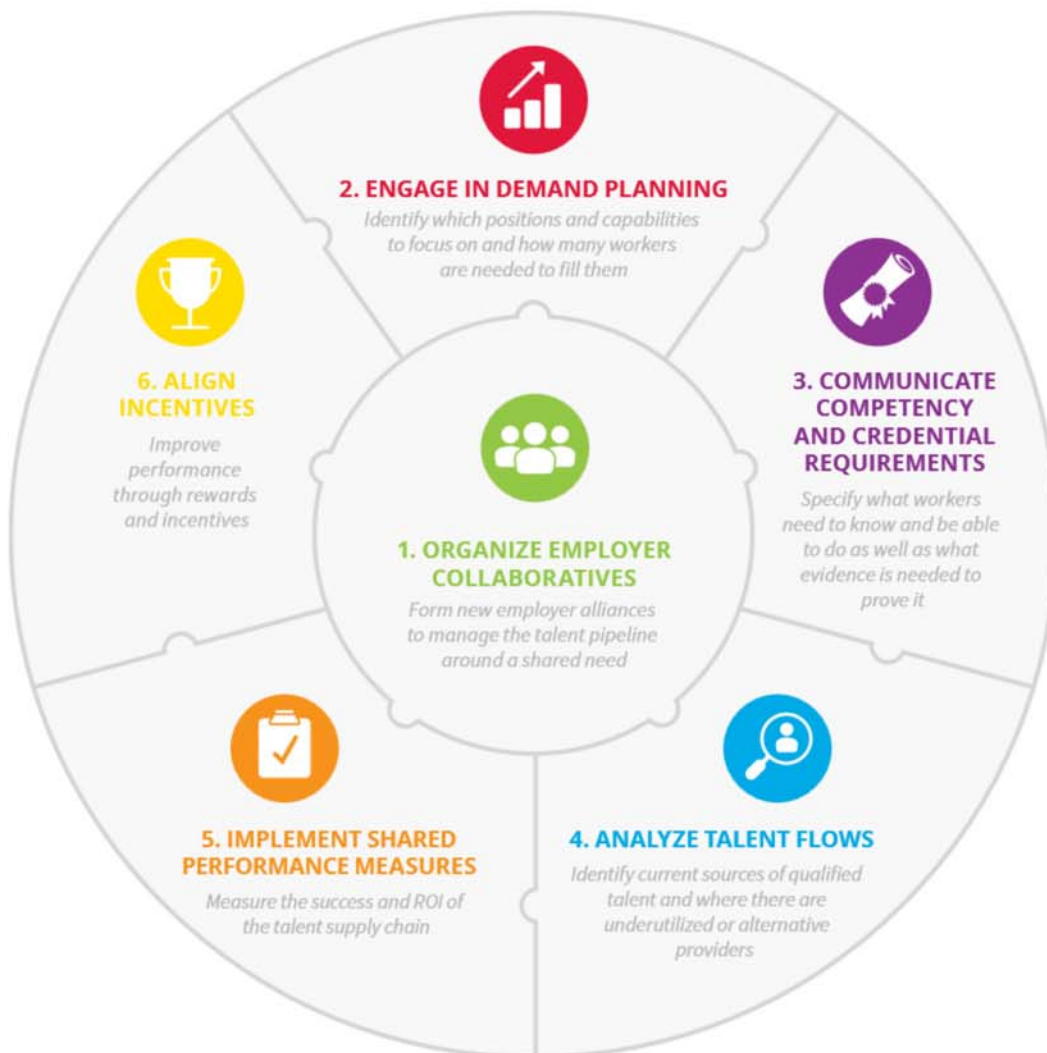 1. ORGANIZE EMPLOYER
COLLABORATIVES
Form new employer alliances
to manage the talent pipeline
around a shared need
2. ENGAGE IN DEMAND PLANNING
Identify which positions and capabilities
to focus on and how many workers
are needed to fill them
3. COMMUNICATE
COMPETENCY
AND CREDENTIAL
REQUIREMENTS
Specify what workers
need to know and be able
to do as well as what
evidence is needed to
prove it
4. ANALYZE TALENT FLOWS
Identify current sources of qualified
talent and where there are
underutilized or alternative
providers
5. IMPLEMENT SHARED
PERFORMANCE MEASURES
Measure the success and ROI of
the talent supply chain
6. ALIGN
INCENTIVES
Improve
performance
through rewards
and incentives